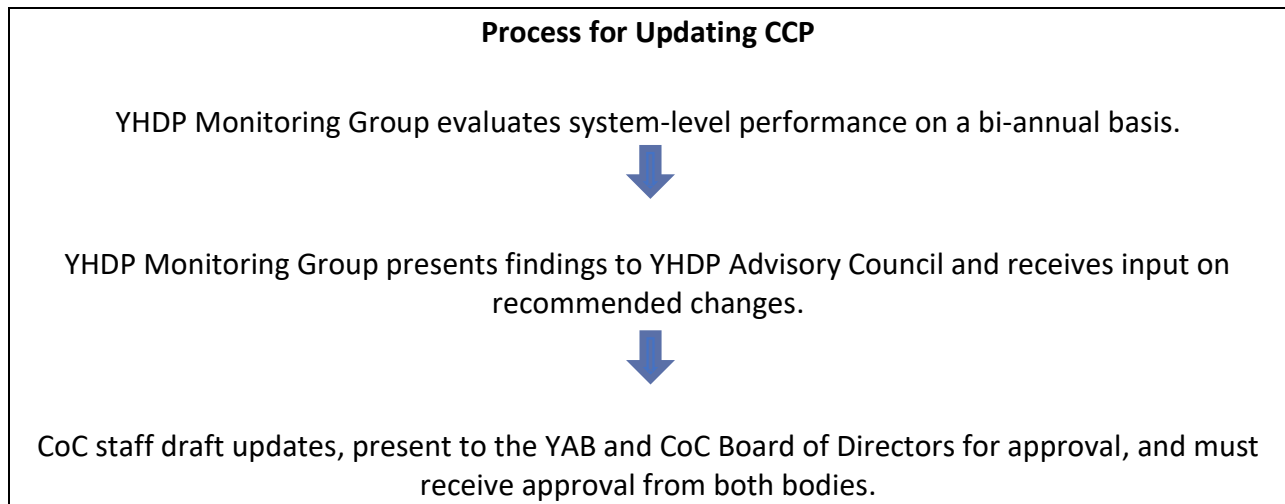 Process for Updating CCP
YHDP Monitoring Group evaluates system-level performance on a bi-annual basis.
YHDP Monitoring Group presents findings to YHDP Advisory Council and receives input on
recommended changes.
CoC staff draft updates, present to the YAB and CoC Board of Directors for approval, and must
receive approval from both bodies.